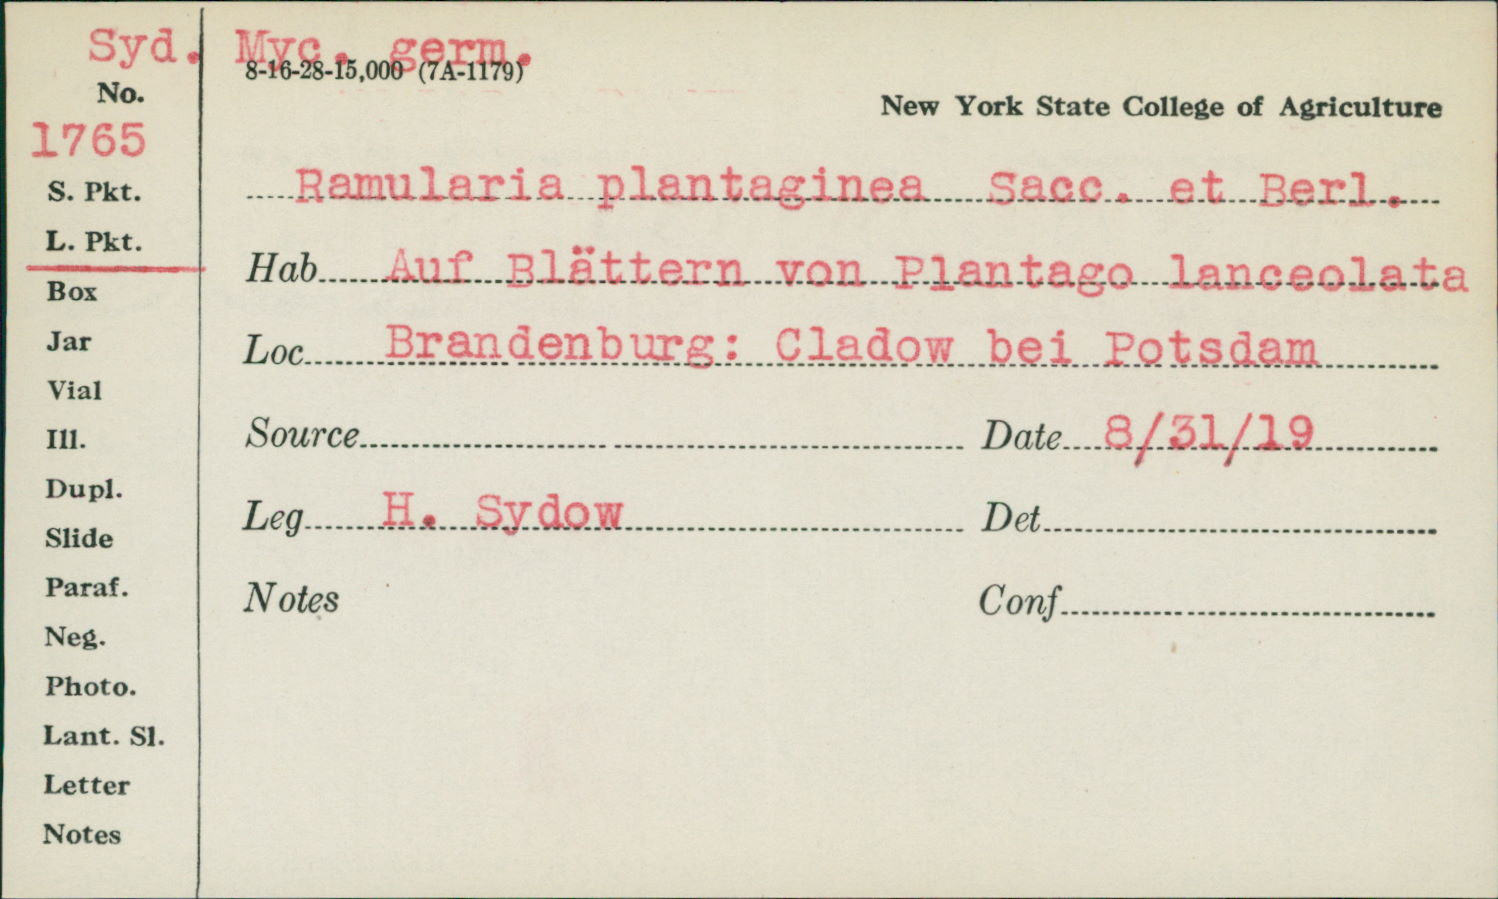 Syd. Myc. germ.
8-16-28-15,000 (7A-1179)
No.
New York State College of Agriculture
1765
S. Pkt.
Ramularia plantaginea Sacc. et Berl.
L. Pkt.
Hab. Auf Blättern von Plantago lanceolata
Box
Jar
Loc. Brandenburg: Cladow bei Potsdam
Vial
Ill.
Source
Date 8/31/19
Dupl.
Leg. H. Sydow
Det.
Slide
Paraf.
Notes
Conf.
Neg.
Photo.
Lant. Sl.
Letter
Notes